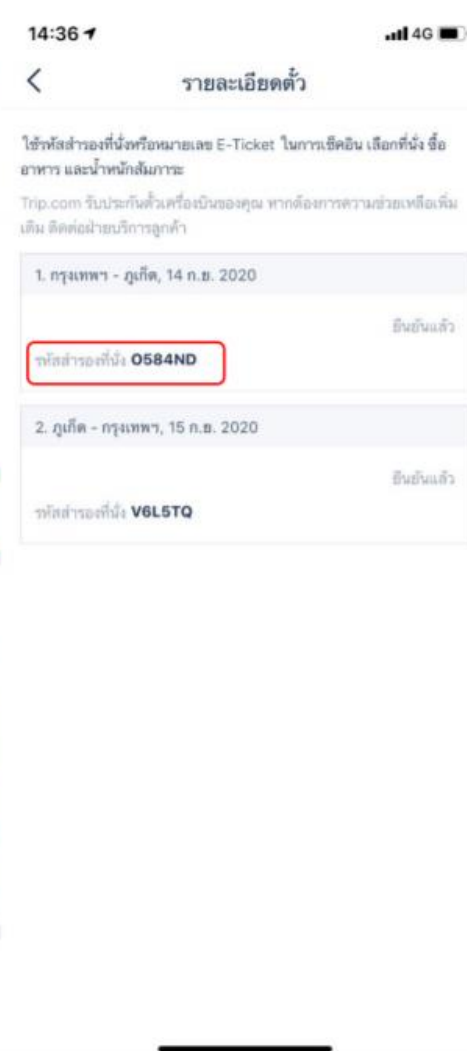 14:36
4G
รายละเอียดตั๋ว
ใช้รหัสสำรองที่นั่งหรือหมายเลข E-Ticket ในการเช็คอิน เลือกที่นั่ง ซื้อ
อาหาร และน้ำหนักสัมภาระ
Trip.com รับประกันตั๋วเครื่องบินของคุณ หากต้องการความช่วยเหลือเพิ่ม
เติม ติดต่อฝ่ายบริการลูกค้า
1. กรุงเทพฯ - ภูเก็ต, 14 ก.ย. 2020
ยืนยันแล้ว
รหัสสำรองที่นั่ง O584ND
2. ภูเก็ต - กรุงเทพฯ, 15 ก.ย. 2020
ยืนยันแล้ว
รหัสสำรองที่นั่ง V6L5TQ